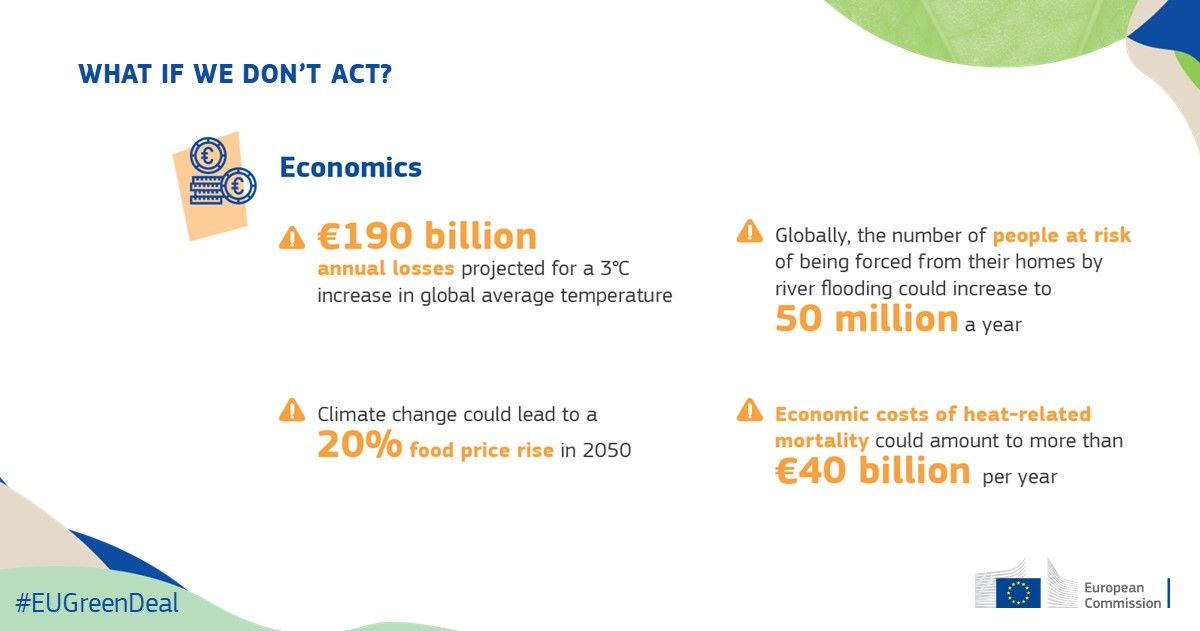 WHAT IF WE DON'T ACT?
Economics
€190 billion
annual losses projected for a 3°C
increase in global average temperature
Globally, the number of people at risk
of being forced from their homes by
river flooding could increase to
50 million a year
Climate change could lead to a
20% food price rise in 2050
Economic costs of heat-related
mortality could amount to more than
€40 billion per year
#EUGreenDeal
European
Commission